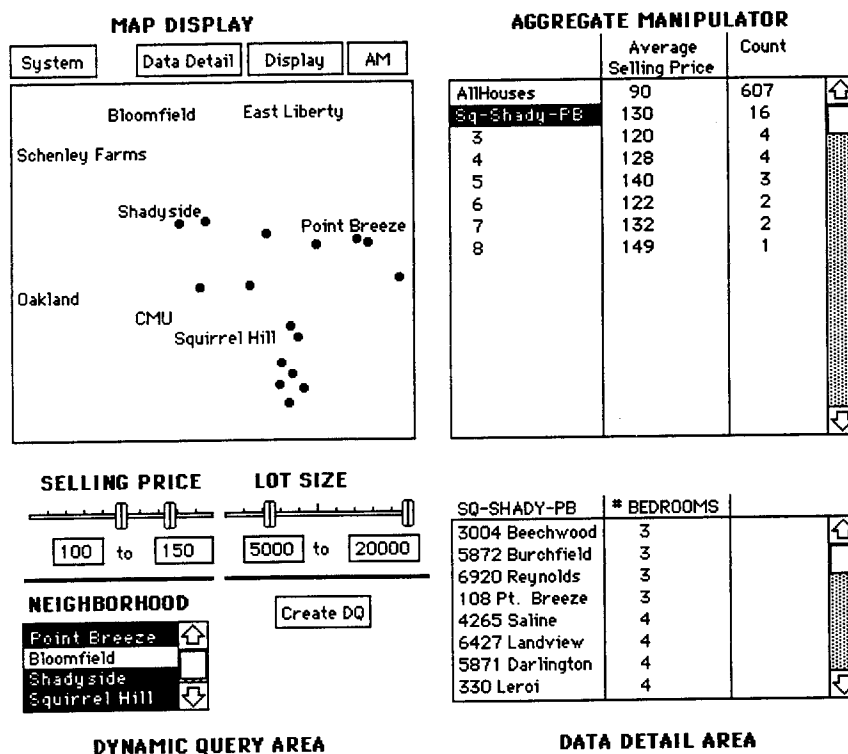 MAP DISPLAY
System Data Detail Display AM
Bloomfield East Liberty
Schenley Farms
Shadyside
Point Breeze
Oakland
CMU
Squirrel Hill
AGGREGATE MANIPULATOR
Average Selling Price Count
AllHouses 90 607
Sq-Shady-PB 130 16
3 120 4
4 128 4
5 140 3
6 122 2
7 132 2
8 149 1
SELLING PRICE LOT SIZE
100 to 150 5000 to 20000
NEIGHBORHOOD
Create DQ
Point Breeze
Bloomfield
Shadyside
Squirrel Hill
DYNAMIC QUERY AREA
SQ-SHADY-PB # BEDROOMS
3004 Beechwood 3
5872 Burchfield 3
6920 Reynolds 3
108 Pt. Breeze 3
4265 Saline 4
6427 Landview 4
5871 Darlington 4
330 Leroi 4
DATA DETAIL AREA